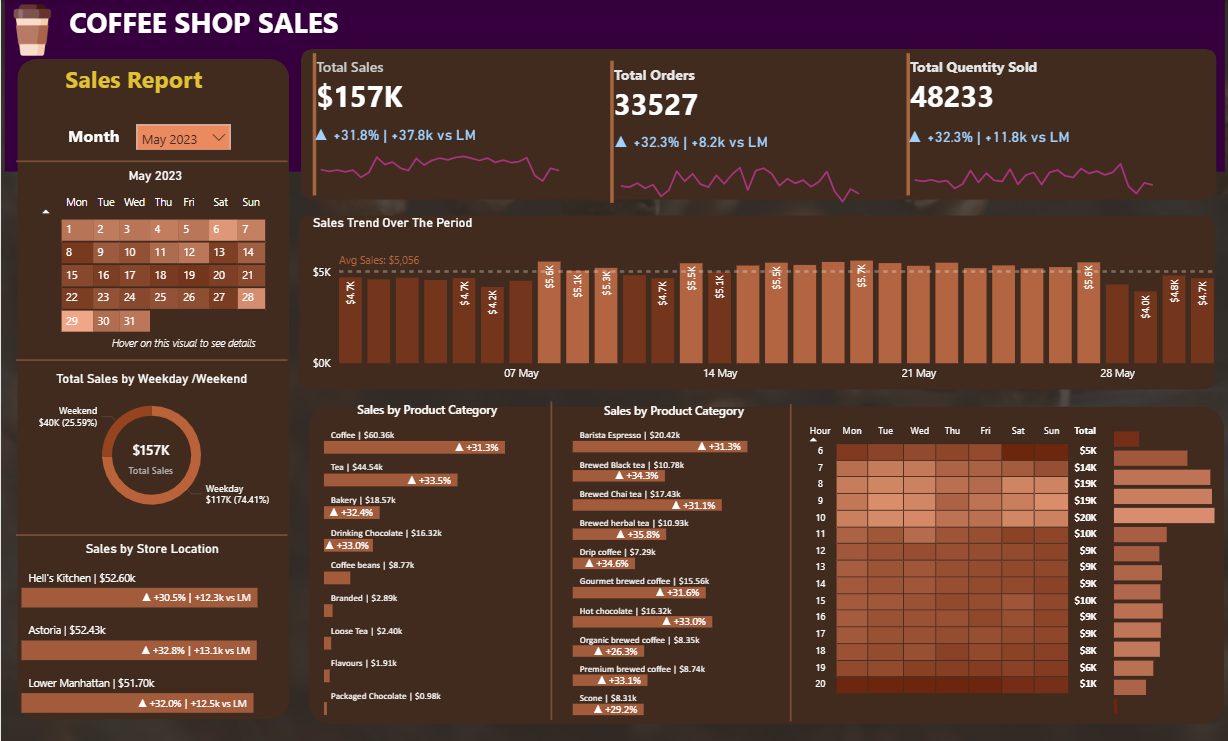 COFFEE SHOP SALES
Sales Report
Month
May 2023
May 2023
Mon Tue Wed Thu Fri Sat Sun
1 2 3 4 5 6 7
8 9 10 11 12 13 14
15 16 17 18 19 20 21
22 23 24 25 26 27 28
29 30 31
Hover on this visual to see details
Total Sales by Weekday /Weekend
Weekend
$40K (25.59%)
$157K
Total Sales
Weekday
$117K (74.41%)
Sales by Store Location
Hell's Kitchen | $52.60k
▲ +30.5% | +12.3k vs LM
Astoria | $52.43k
▲ +32.8% | +13.1k vs LM
Lower Manhattan | $51.70k
▲ +32.0% | +12.5k vs LM
Total Sales
$157K
▲ +31.8% | +37.8k vs LM
Total Orders
33527
▲ +32.3% | +8.2k vs LM
Total Quentity Sold
48233
▲ +32.3% | +11.8k vs LM
Sales Trend Over The Period
Avg Sales: $5,056
$5K
$0K
$4.7K $4.7K $4.2K $5.6K $5.1K $5.3K $4.7K $5.5K $5.1K $5.5K $5.7K $5.6K $4.0K $4.8K $4.7K
07 May 14 May 21 May 28 May
Sales by Product Category
Coffee | $60.36k
▲ +31.3%
Tea | $44.54k
▲ +33.5%
Bakery | $18.57k
▲ +32.4%
Drinking Chocolate | $16.32k
▲ +33.0%
Coffee beans | $8.77k
Branded | $2.89k
Loose Tea | $2.40k
Flavours | $1.91k
Packaged Chocolate | $0.98k
Sales by Product Category
Barista Espresso | $20.42k
▲ +31.3%
Brewed Black tea | $10.78k
▲ +34.3%
Brewed Chai tea | $17.43k
▲ +31.1%
Brewed herbal tea | $10.93k
▲ +35.8%
Drip coffee | $7.29k
▲ +34.6%
Gourmet brewed coffee | $15.56k
▲ +31.6%
Hot chocolate | $16.32k
▲ +33.0%
Organic brewed coffee | $8.35k
▲ +26.3%
Premium brewed coffee | $8.74k
▲ +33.1%
Scone | $8.31k
▲ +29.2%
Hour Mon Tue Wed Thu Fri Sat Sun Total
6 $5K
7 $14K
8 $19K
9 $19K
10 $20K
11 $10K
12 $9K
13 $9K
14 $9K
15 $10K
16 $9K
17 $9K
18 $8K
19 $6K
20 $1K